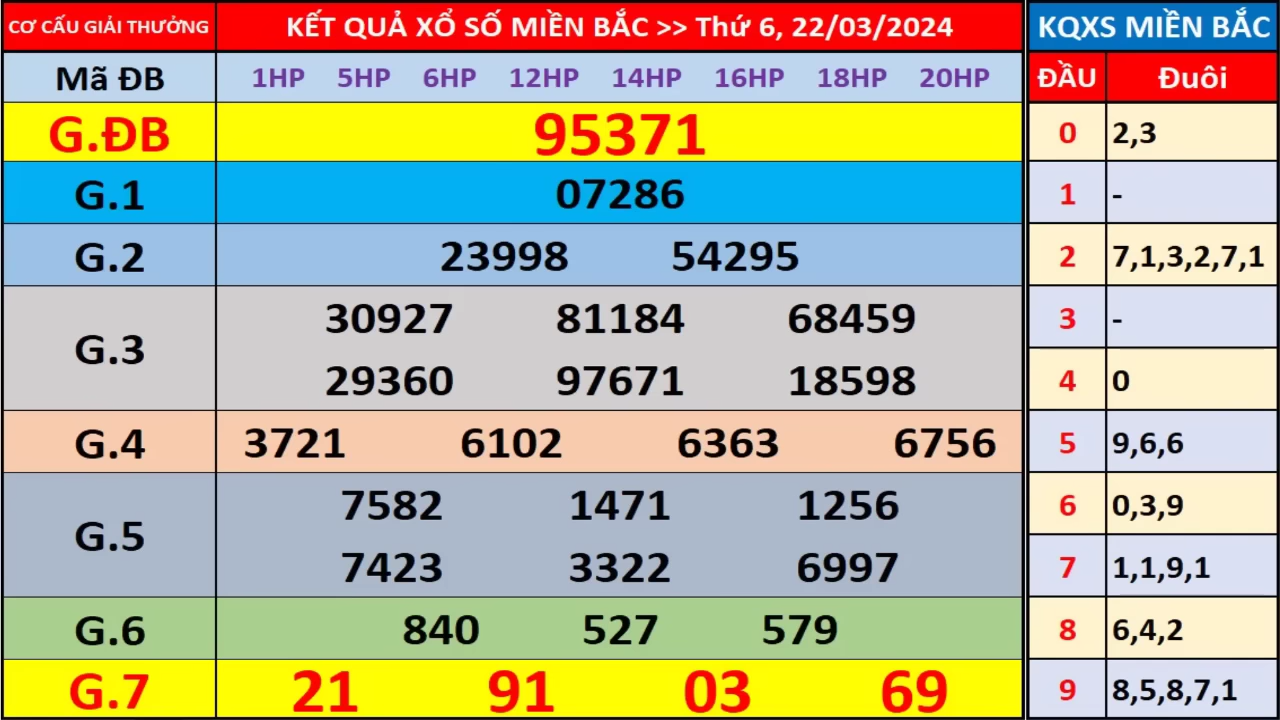 CƠ CẤU GIẢI THƯỞNG KẾT QUẢ XỔ SỐ MIỀN BẮC >> Thứ 6, 22/03/2024 KQXS MIỀN BẮC
Mã ĐB 1HP 5HP 6HP 12HP 14HP 16HP 18HP 20HP ĐẦU Đuôi
G.ĐB 95371 0 2,3
G.1 07286 1 -
G.2 23998 54295 2 7,1,3,2,7,1
G.3 30927 81184 68459 3 -
29360 97671 18598 4 0
G.4 3721 6102 6363 6756 5 9,6,6
G.5 7582 1471 1256 6 0,3,9
7423 3322 6997 7 1,1,9,1
G.6 840 527 579 8 6,4,2
G.7 21 91 03 69 9 8,5,8,7,1